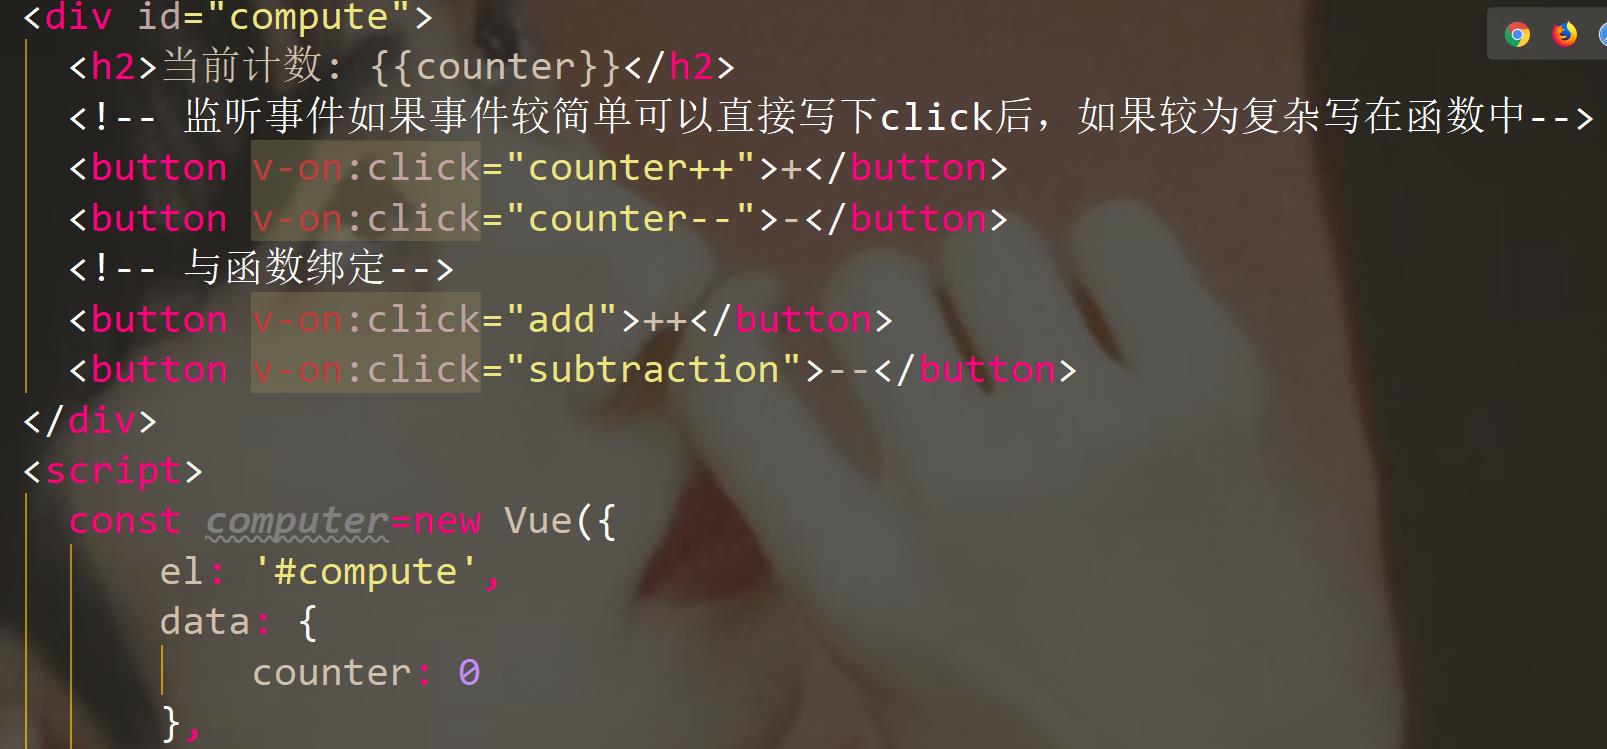 <div id="compute">
<h2>当前计数：{{counter}}</h2>
<!-- 监听事件如果事件较简单可以直接写下click后，如果较为复杂写在函数中-->
<button v-on:click="counter++">+</button>
<button v-on:click="counter--">-</button>
<!-- 与函数绑定-->
<button v-on:click="add">++</button>
<button v-on:click="subtraction">--</button>
</div>
<script>
const computer=new Vue({
el: '#compute',
data: {
counter: 0
},